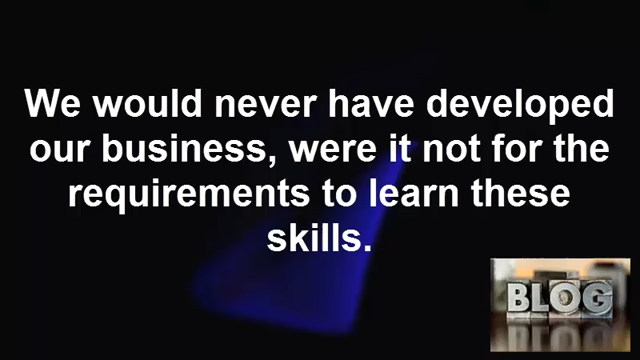 We would never have developed
our business, were it not for the
requirements to learn these
skills.
BLOG